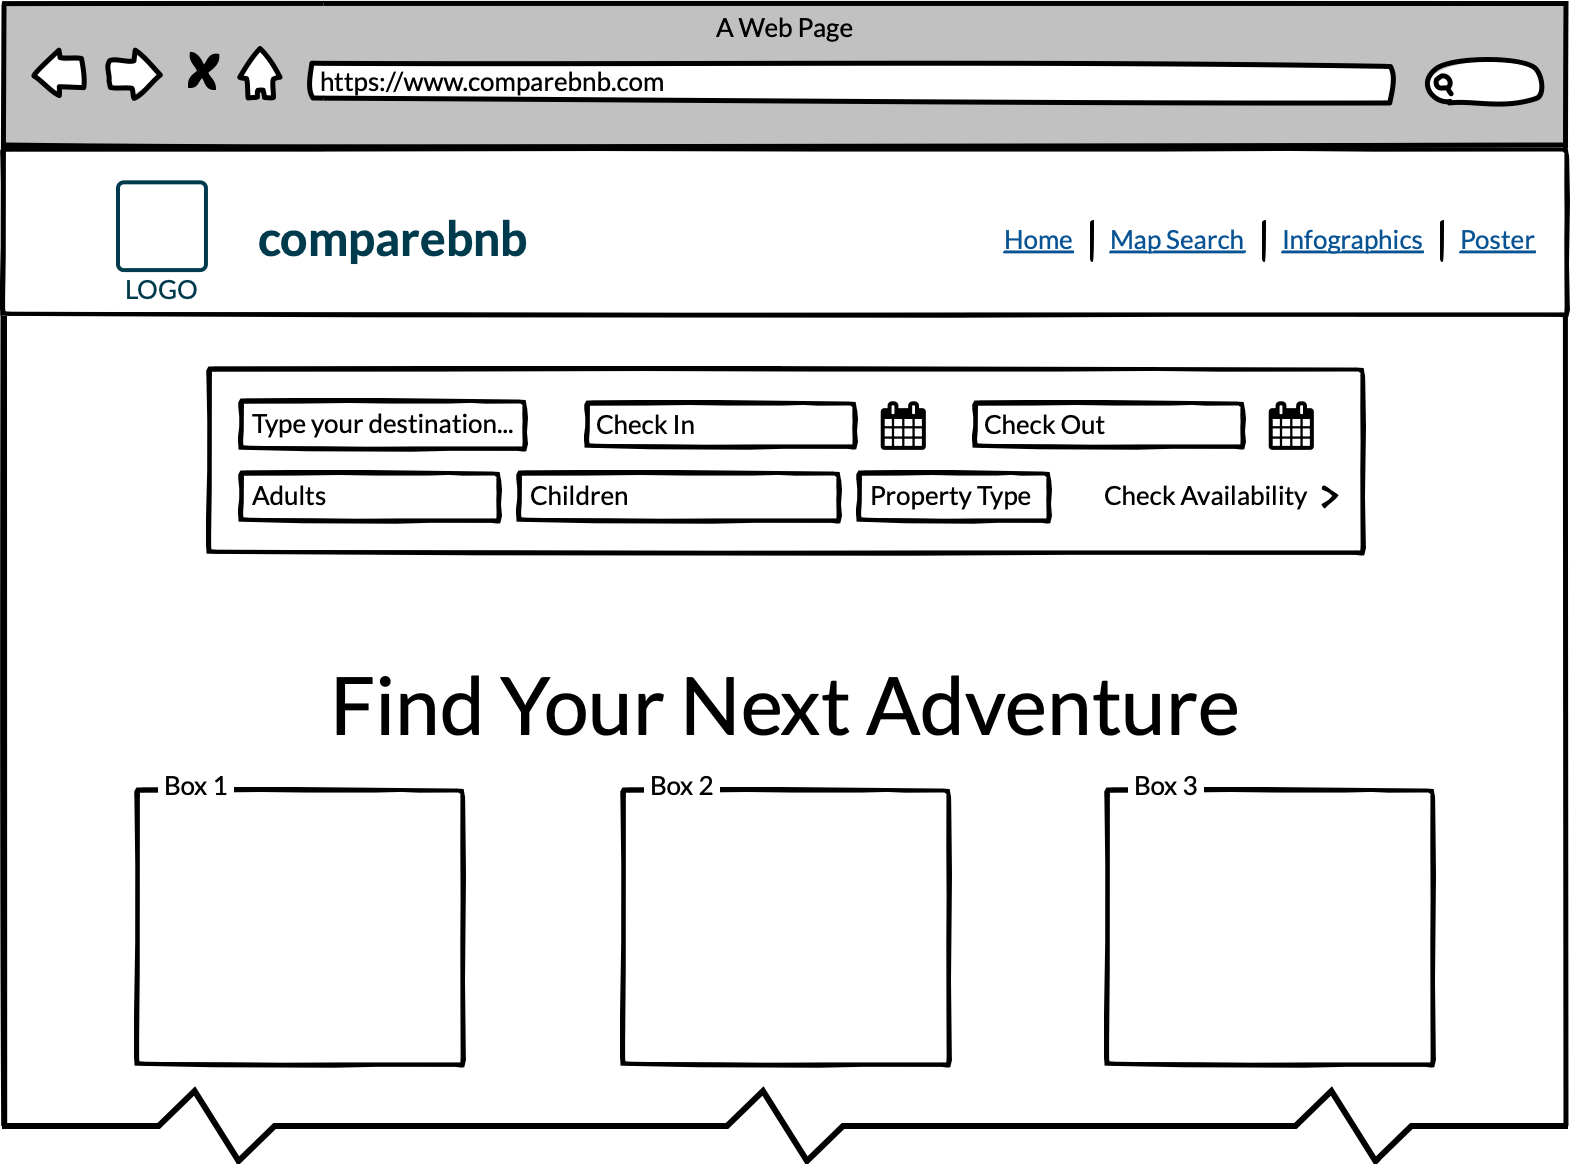 A Web Page
https://www.comparebnb.com
comparebnb
LOGO
Home Map Search Infographics Poster
Type your destination... Check In Check Out
Adults Children Property Type Check Availability
Find Your Next Adventure
Box 1 Box 2 Box 3